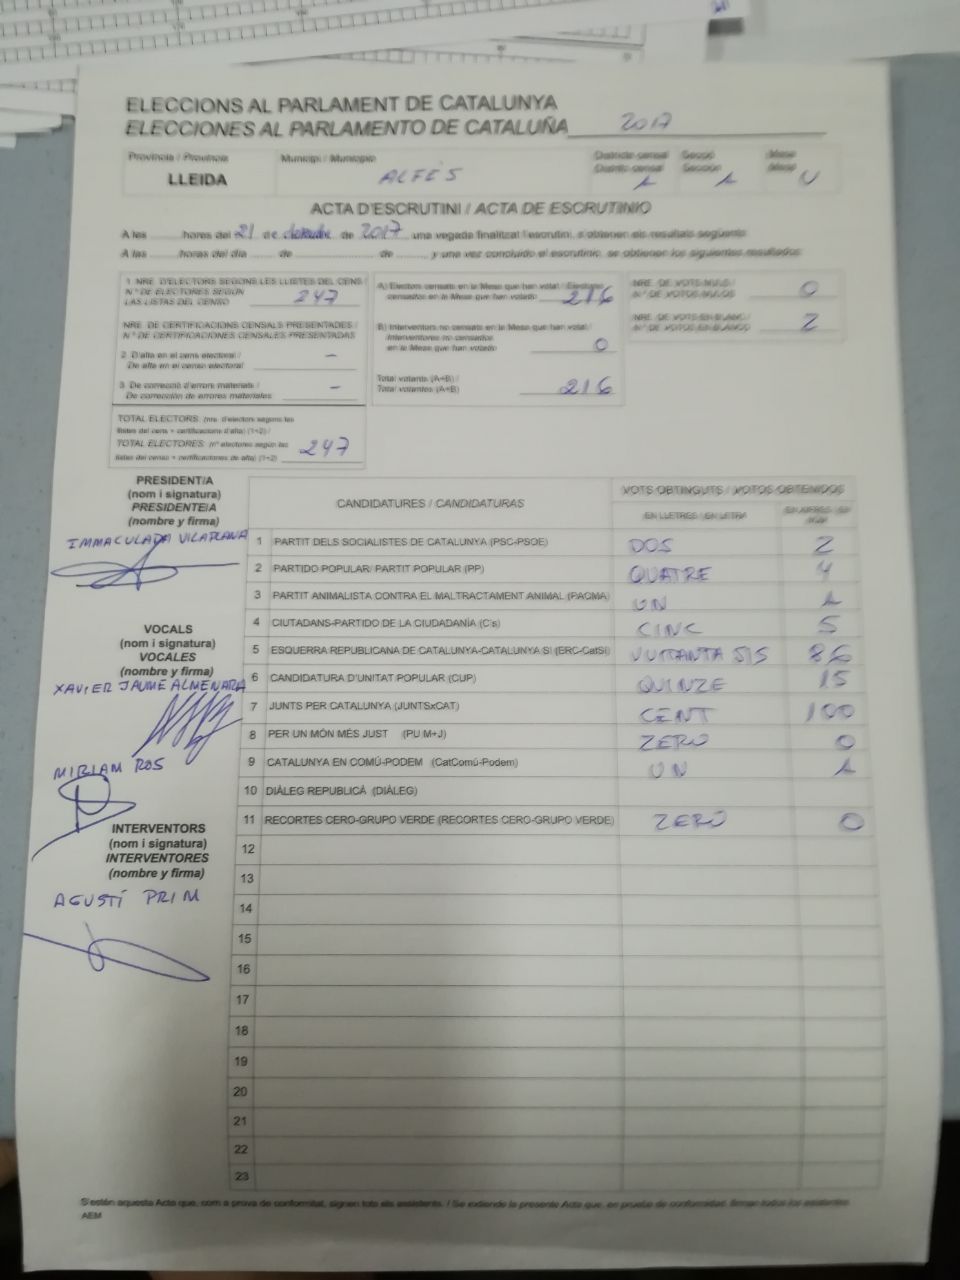 ELECCIONS AL PARLAMENT DE CATALUNYA
ELECCIONES AL PARLAMENTO DE CATALUÑA 2017
Província / Provincia Municipi / Municipio Districte censal Secció Mesa
Distrito censal Sección Mesa
LLEIDA ALFÉS 1 1 U
ACTA D'ESCRUTINI / ACTA DE ESCRUTINIO
A les ........ hores del 21 de desembre de 2017, una vegada finalitzat l'escrutini, s'obtenen els resultats següents:
A las ........ horas del día ........ de ........ de ........, y una vez concluido el escrutinio, se obtienen los siguientes resultados:
1 NRE. D'ELECTORS SEGONS LES LLISTES DEL CENS /
Nº DE ELECTORES SEGÚN
LAS LISTAS DEL CENSO 247
NRE. DE CERTIFICACIONS CENSALS PRESENTADES /
Nº DE CERTIFICACIONES CENSALES PRESENTADAS
2 D'alta en el cens electoral / –
De alta en el censo electoral
3 De correcció d'errors materials / –
De corrección de errores materiales
TOTAL ELECTORS: (nre. d'electors segons les
llistes del cens + certificacions d'alta) (1+2) /
TOTAL ELECTORES: (nº electores según las
listas del censo + certificaciones de alta) (1+2) 247
A) Electors censats en la Mesa que han votat / Electores
censados en la Mesa que han votado 216
B) Interventors no censats en la Mesa que han votat /
Interventores no censados
en la Mesa que han votado 0
Total votants (A+B) /
Total votantes (A+B) 216
NRE. DE VOTS NULS /
Nº DE VOTOS NULOS 0
NRE. DE VOTS EN BLANC /
Nº DE VOTOS EN BLANCO 2
PRESIDENT/A
(nom i signatura)
PRESIDENTE/A
(nombre y firma)
IMMACULADA VILAPLANA
VOCALS
(nom i signatura)
VOCALES
(nombre y firma)
XAVIER JAUME ALMENARA
MIRIAM ROS
INTERVENTORS
(nom i signatura)
INTERVENTORES
(nombre y firma)
AGUSTÍ PRIM
CANDIDATURES / CANDIDATURAS VOTS OBTINGUTS / VOTOS OBTENIDOS
EN LLETRES / EN LETRA EN XIFRES / EN NÚM
1 PARTIT DELS SOCIALISTES DE CATALUNYA (PSC-PSOE) DOS 2
2 PARTIDO POPULAR/ PARTIT POPULAR (PP) QUATRE 4
3 PARTIT ANIMALISTA CONTRA EL MALTRACTAMENT ANIMAL (PACMA) UN 1
4 CIUTADANS-PARTIDO DE LA CIUDADANÍA (C's) CINC 5
5 ESQUERRA REPUBLICANA DE CATALUNYA-CATALUNYA SÍ (ERC-CatSí) VUITANTA SIS 86
6 CANDIDATURA D'UNITAT POPULAR (CUP) QUINZE 15
7 JUNTS PER CATALUNYA (JUNTSxCAT) CENT 100
8 PER UN MÓN MÉS JUST (PUM+J) ZERO 0
9 CATALUNYA EN COMÚ-PODEM (CatComú-Podem) UN 1
10 DIÀLEG REPUBLICÀ (DIÀLEG)
11 RECORTES CERO-GRUPO VERDE (RECORTES CERO-GRUPO VERDE) ZERO 0
12
13
14
15
16
17
18
19
20
21
22
23
S'estén aquesta Acta que, com a prova de conformitat, signen tots els assistents. / Se extiende la presente Acta que, en prueba de conformidad, firman todos los asistentes
AEM